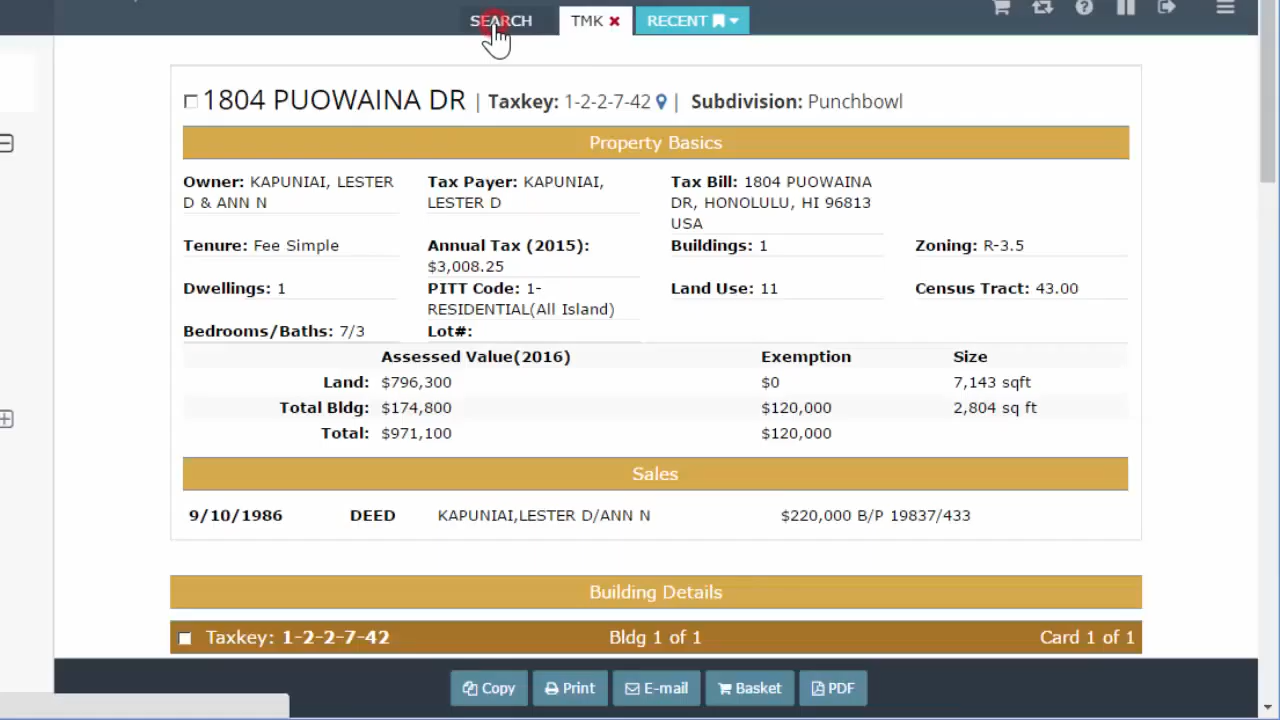 SEARCH TMK ✖ RECENT
1804 PUOWAINA DR | Taxkey: 1-2-2-7-42 | Subdivision: Punchbowl
Property Basics
Owner: KAPUNIAI, LESTER D & ANN N
Tax Payer: KAPUNIAI, LESTER D
Tax Bill: 1804 PUOWAINA DR, HONOLULU, HI 96813 USA
Tenure: Fee Simple
Annual Tax (2015): $3,008.25
Buildings: 1
Zoning: R-3.5
Dwellings: 1
PITT Code: 1-RESIDENTIAL(All Island)
Land Use: 11
Census Tract: 43.00
Bedrooms/Baths: 7/3
Lot#:
Assessed Value(2016) Exemption Size
Land: $796,300 $0 7,143 sqft
Total Bldg: $174,800 $120,000 2,804 sq ft
Total: $971,100 $120,000
Sales
9/10/1986 DEED KAPUNIAI,LESTER D/ANN N $220,000 B/P 19837/433
Building Details
Taxkey: 1-2-2-7-42 Bldg 1 of 1 Card 1 of 1
Copy Print E-mail Basket PDF